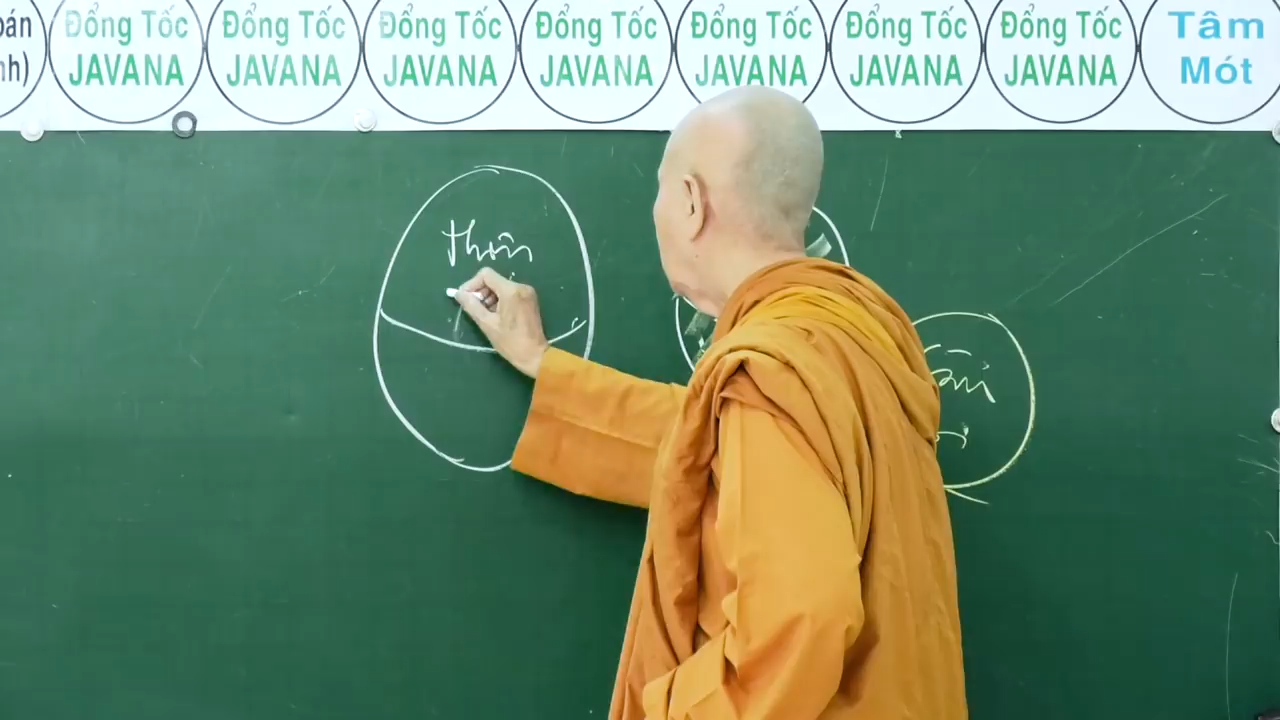 oán Đổng Tốc Đổng Tốc Đổng Tốc Đổng Tốc Đổng Tốc Đổng Tốc Đổng Tốc Tâm
nh) JAVANA JAVANA JAVANA JAVANA JAVANA JAVANA JAVANA Mót
thôn